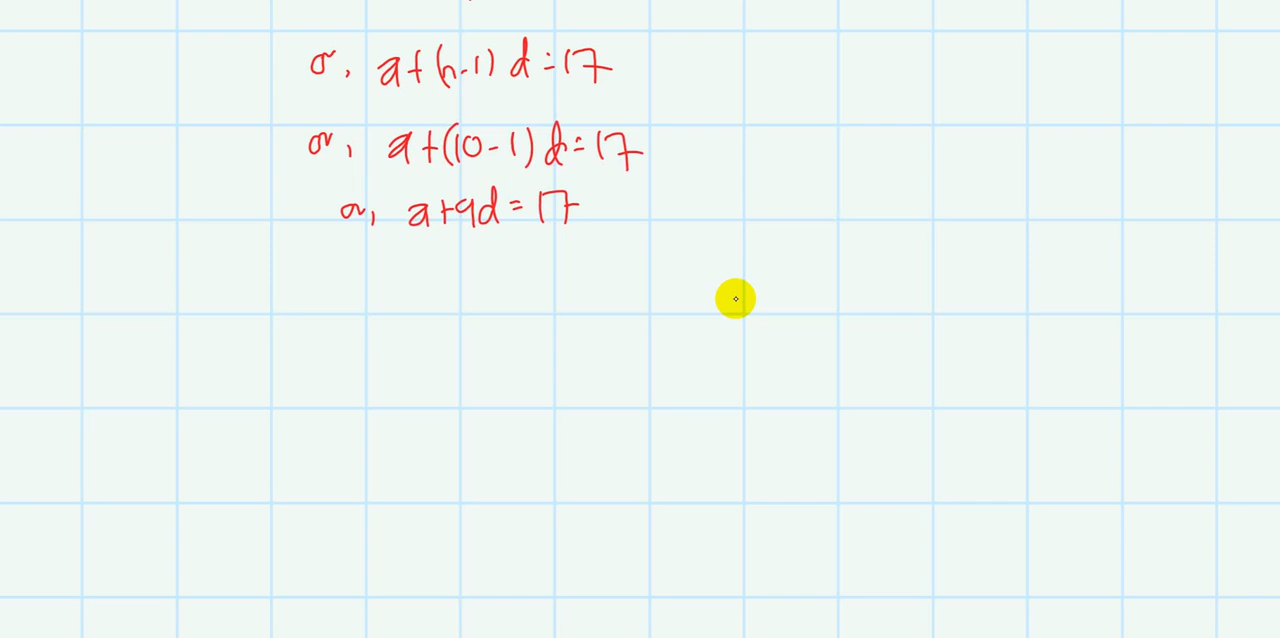 or, a+(n-1)d=17
or, a+(10-1)d=17
or, a+9d=17